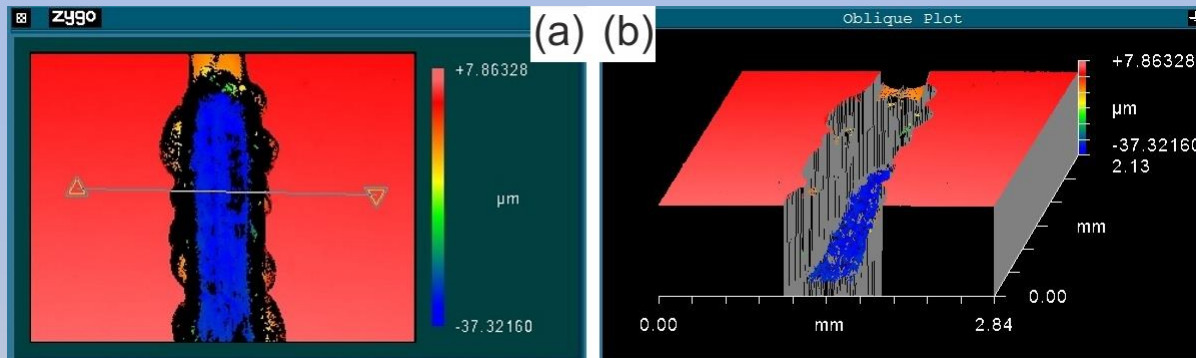 zygo
(a)
+7.86328
µm
-37.32160
(b)
Oblique Plot
+7.86328
µm
-37.32160
2.13
mm
0.00
0.00
mm
2.84